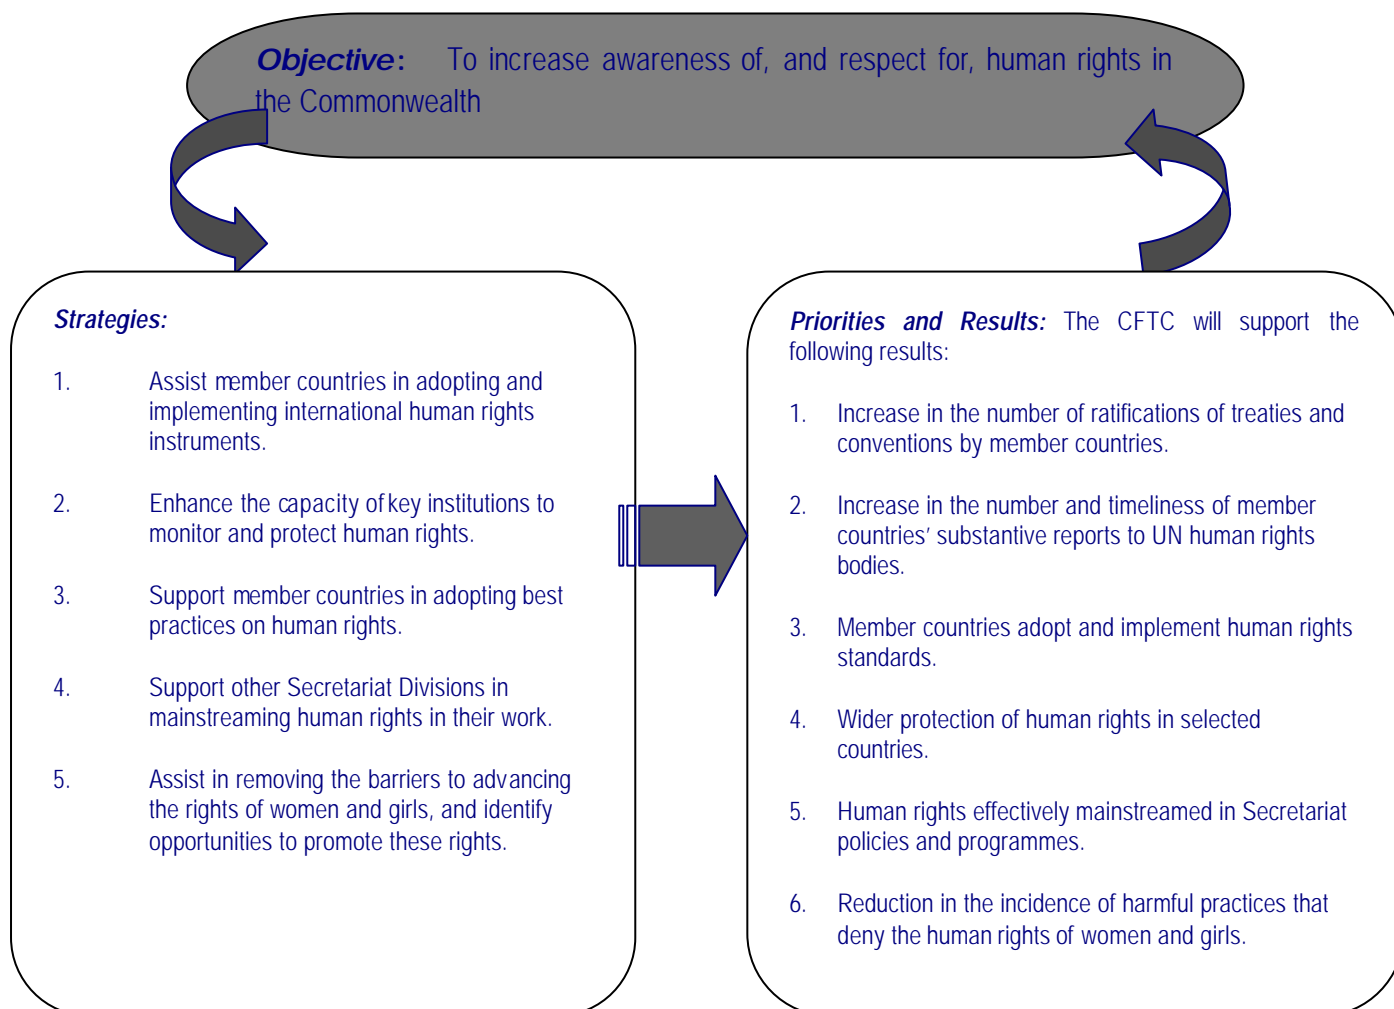 Objective: To increase awareness of, and respect for, human rights in
the Commonwealth
Strategies:
1. Assist member countries in adopting and
implementing international human rights
instruments.
2. Enhance the capacity of key institutions to
monitor and protect human rights.
3. Support member countries in adopting best
practices on human rights.
4. Support other Secretariat Divisions in
mainstreaming human rights in their work.
5. Assist in removing the barriers to advancing
the rights of women and girls, and identify
opportunities to promote these rights.
Priorities and Results: The CFTC will support the
following results:
1. Increase in the number of ratifications of treaties and
conventions by member countries.
2. Increase in the number and timeliness of member
countries' substantive reports to UN human rights
bodies.
3. Member countries adopt and implement human rights
standards.
4. Wider protection of human rights in selected
countries.
5. Human rights effectively mainstreamed in Secretariat
policies and programmes.
6. Reduction in the incidence of harmful practices that
deny the human rights of women and girls.